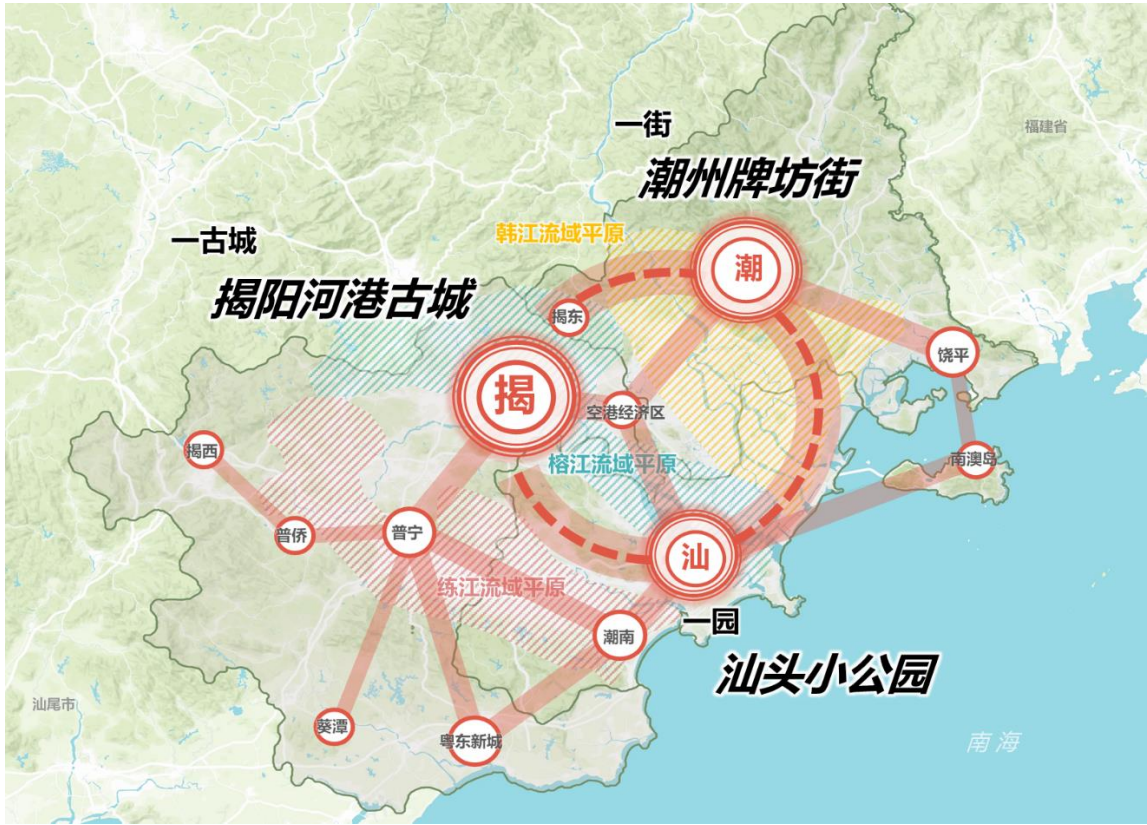 一街
潮州牌坊街
福建省
韩江流域平原
一古城
揭阳河港古城
潮
揭东
饶平
揭
空港经济区
揭西
榕江流域平原
南澳岛
普侨
普宁
汕
练江流域平原
一园
潮南
汕头小公园
汕尾市
葵潭
粤东新城
南海